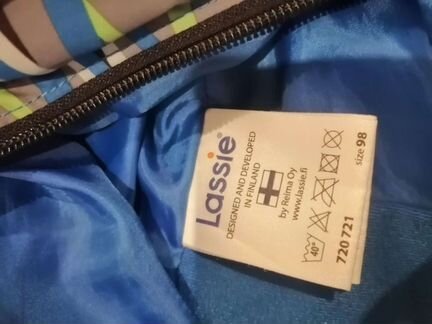 Lassie®
DESIGNED AND DEVELOPED
IN FINLAND
by Reima Oy
www.lassie.fi
40°
720 721
size 98